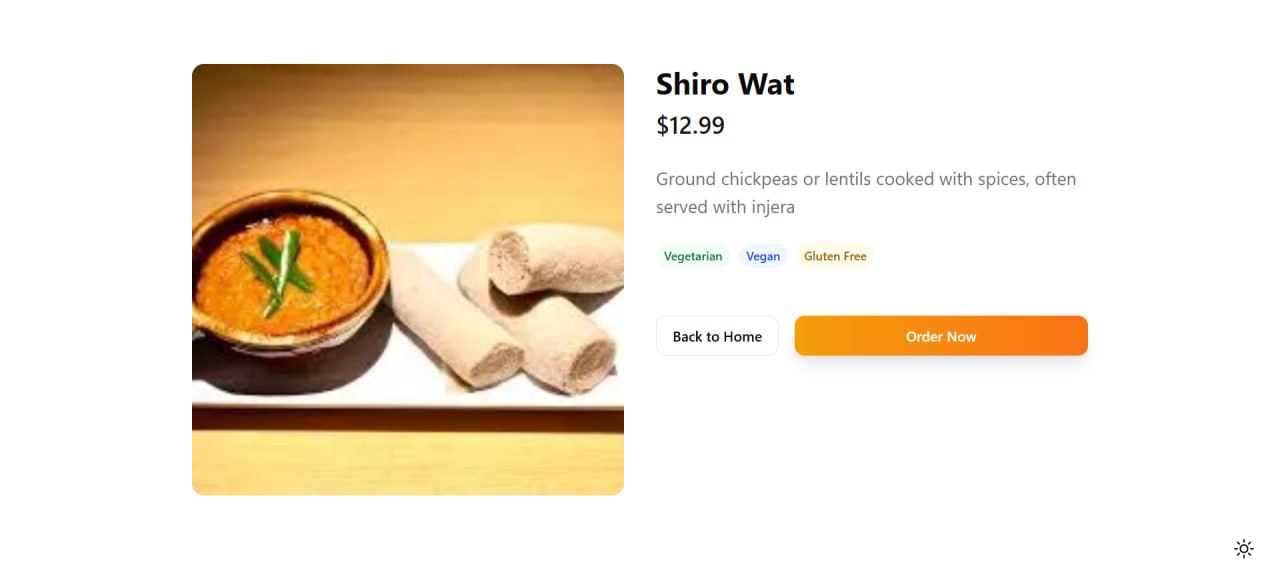 Shiro Wat
$12.99
Ground chickpeas or lentils cooked with spices, often
served with injera
Vegetarian Vegan Gluten Free
Back to Home Order Now